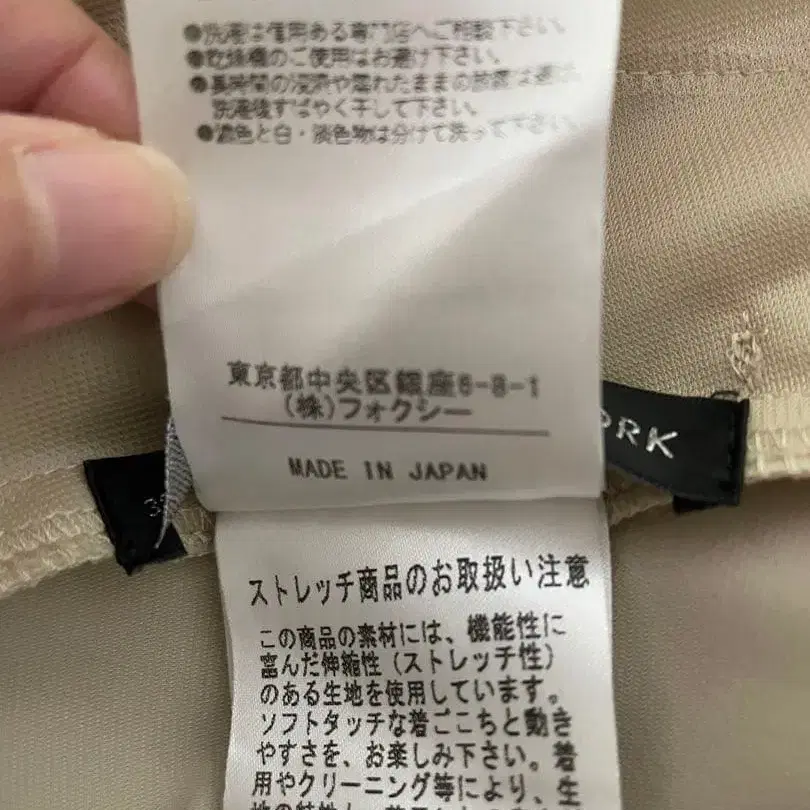 ●洗濯は信用ある専門店へご相談下さい。
●乾燥機のご使用はお避け下さい。
●長時間の浸漬や濡れたままの放置は避け
洗濯後すばやく干して下さい。
●濃色と白・淡色物は分けて洗って下さい。
東京都中央区銀座6-8-1
(株)フォクシー
MADE IN JAPAN
ORK
ストレッチ商品のお取扱い注意
この商品の素材には、機能性に
富んだ伸縮性(ストレッチ性)
のある生地を使用しています。
ソフトタッチな着ごこちと動き
やすさを、お楽しみ下さい。着
用やクリーニング等により、生